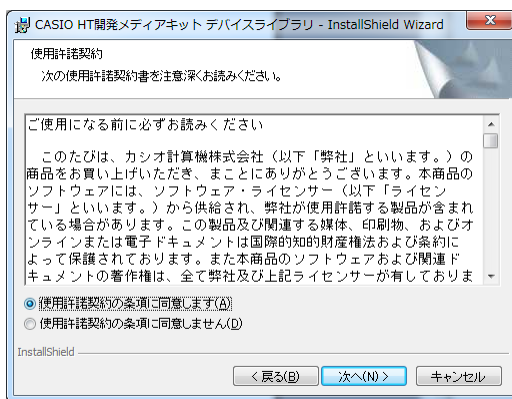 CASIO HT開発メディアキット デバイスライブラリ - InstallShield Wizard
使用許諾契約
次の使用許諾契約書を注意深くお読みください。
ご使用になる前に必ずお読みください
このたびは、カシオ計算機株式会社（以下「弊社」といいます。）の
商品をお買い上げいただき、まことにありがとうございます。本商品の
ソフトウェアには、ソフトウェア・ライセンサー（以下「ライセン
サー」といいます。）から供給され、弊社が使用許諾する製品が含まれ
ている場合があります。この製品及び関連する媒体、印刷物、およびオ
ンラインまたは電子ドキュメントは国際的知的財産権法および条約に
よって保護されております。また本商品のソフトウェアおよび関連ド
キュメントの著作権は、全て弊社及び上記ライセンサーが有しておりま
使用許諾契約の条項に同意します(A)
使用許諾契約の条項に同意しません(D)
InstallShield
< 戻る(B) 次へ(N) > キャンセル